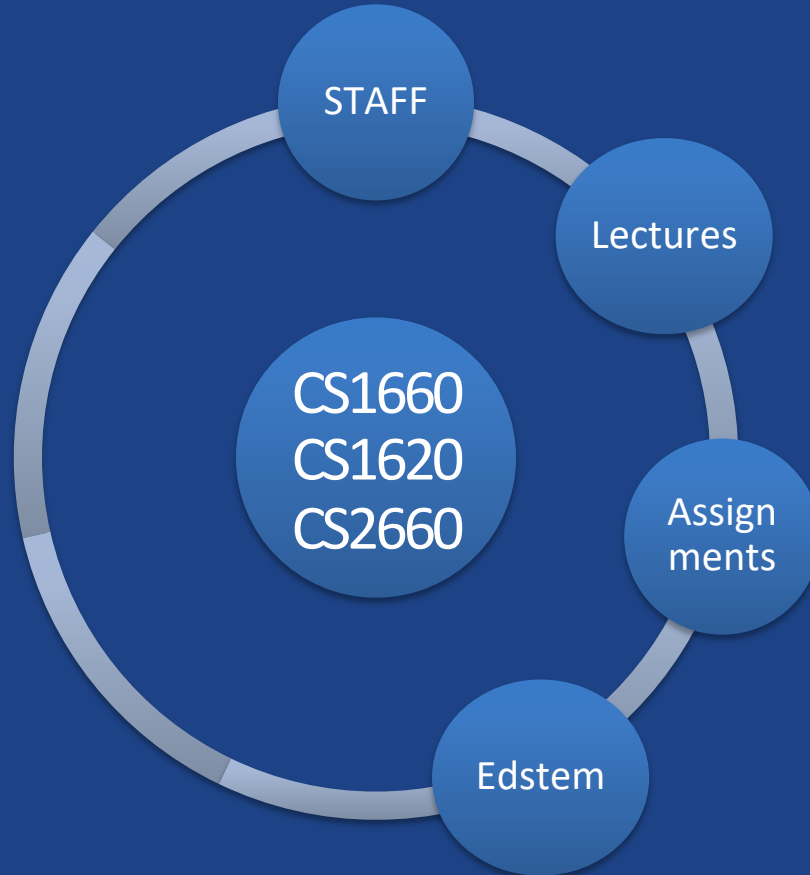 STAFF
Lectures
CS1660
CS1620
CS2660
Assign
ments
Edstem